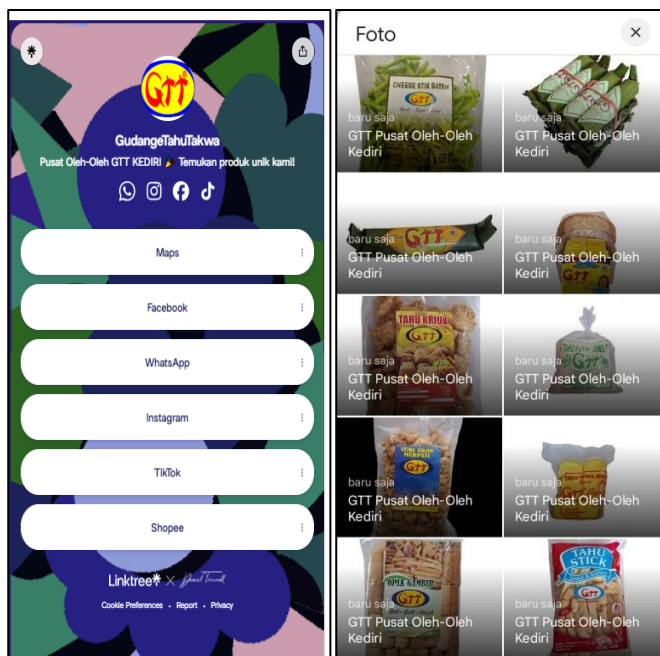 GTT
GudangeTahuTakwa
Pusat Oleh-Oleh GTT KEDIRI 🎉 Temukan produk unik kami!
Maps
Facebook
WhatsApp
Instagram
TikTok
Shopee
Linktree* ×
Cookie Preferences • Report • Privacy
Foto
CHEESE STIK BAYAM
GTT
baru saja
GTT Pusat Oleh-Oleh
Kediri
baru saja
GTT Pusat Oleh-Oleh
Kediri
GTT
baru saja
GTT Pusat Oleh-Oleh
Kediri
GTT
baru saja
GTT Pusat Oleh-Oleh
Kediri
TAHU KRIUK
GTT
baru saja
GTT Pusat Oleh-Oleh
Kediri
GTT
baru saja
GTT Pusat Oleh-Oleh
Kediri
GTT
baru saja
GTT Pusat Oleh-Oleh
Kediri
baru saja
GTT Pusat Oleh-Oleh
Kediri
OPAK GAMBIR
GTT
baru saja
GTT Pusat Oleh-Oleh
Kediri
TAHU
STICK
GTT
baru saja
GTT Pusat Oleh-Oleh
Kediri